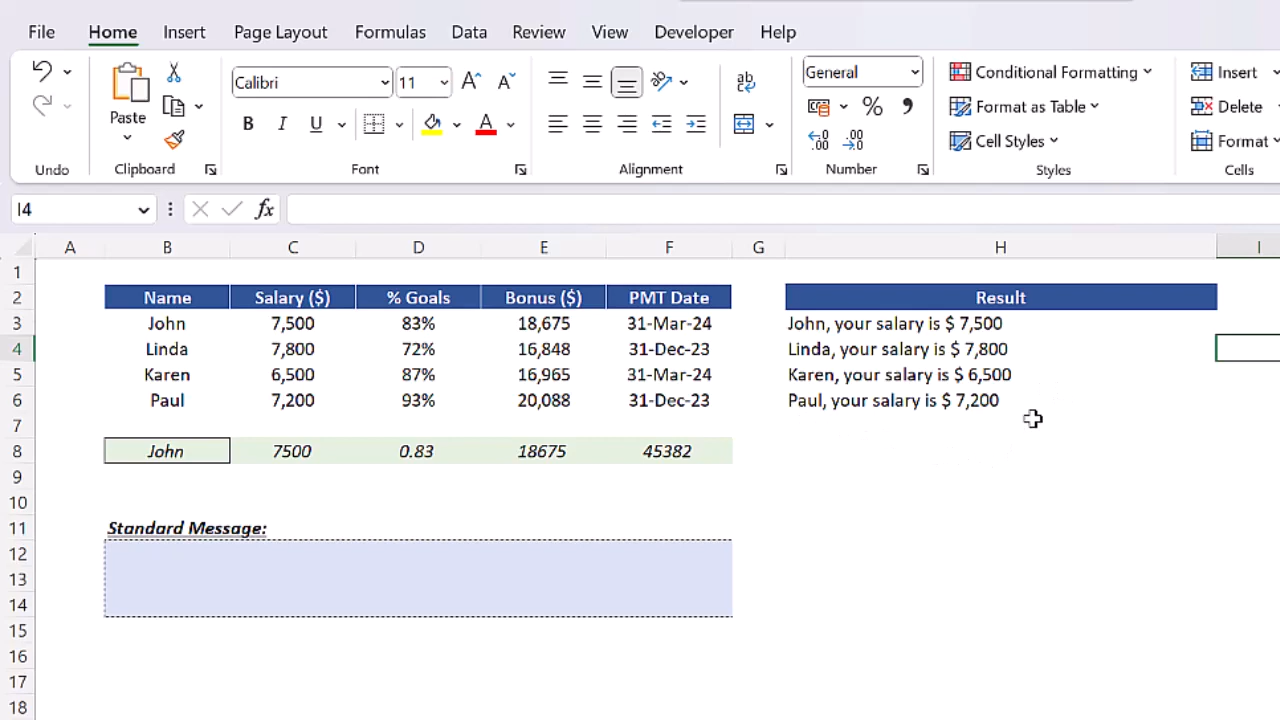 File Home Insert Page Layout Formulas Data Review View Developer Help
Calibri 11 General Conditional Formatting Insert
Paste Format as Table Delete
B I U Cell Styles Format
Undo Clipboard Font Alignment Number Styles Cells
I4 fx
A B C D E F G H I
1
2 Name Salary ($) % Goals Bonus ($) PMT Date Result
3 John 7,500 83% 18,675 31-Mar-24 John, your salary is $ 7,500
4 Linda 7,800 72% 16,848 31-Dec-23 Linda, your salary is $ 7,800
5 Karen 6,500 87% 16,965 31-Mar-24 Karen, your salary is $ 6,500
6 Paul 7,200 93% 20,088 31-Dec-23 Paul, your salary is $ 7,200
7
8 John 7500 0.83 18675 45382
9
10
11 Standard Message:
12
13
14
15
16
17
18